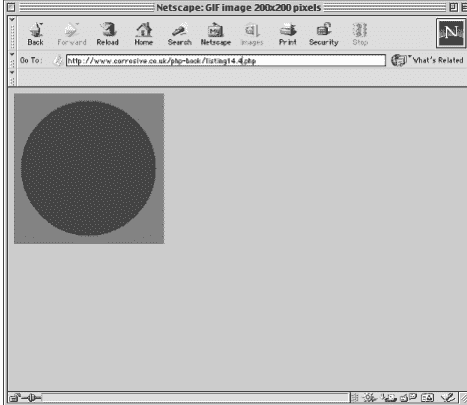 Netscape: GIF image 200x200 pixels
Back Forward Reload Home Search Netscape Images Print Security Stop
N
Go To: http://www.corrosive.co.uk/php-book/listing14.4.php What's Related